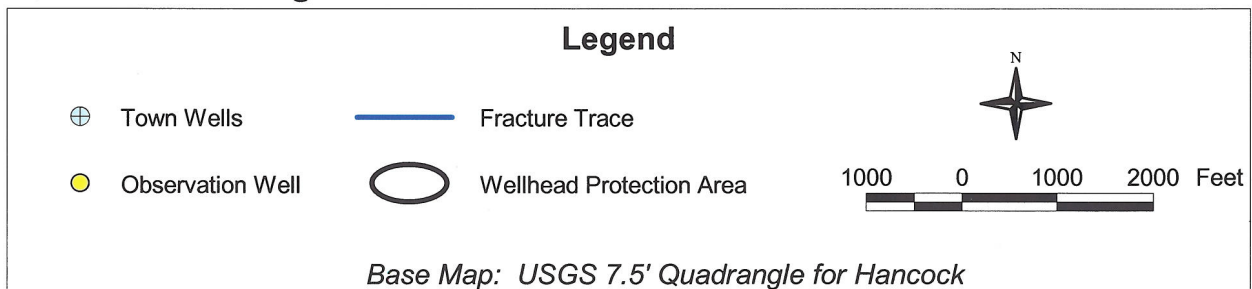 Legend
N
Town Wells Fracture Trace
Observation Well Wellhead Protection Area
1000 0 1000 2000 Feet
Base Map: USGS 7.5' Quadrangle for Hancock